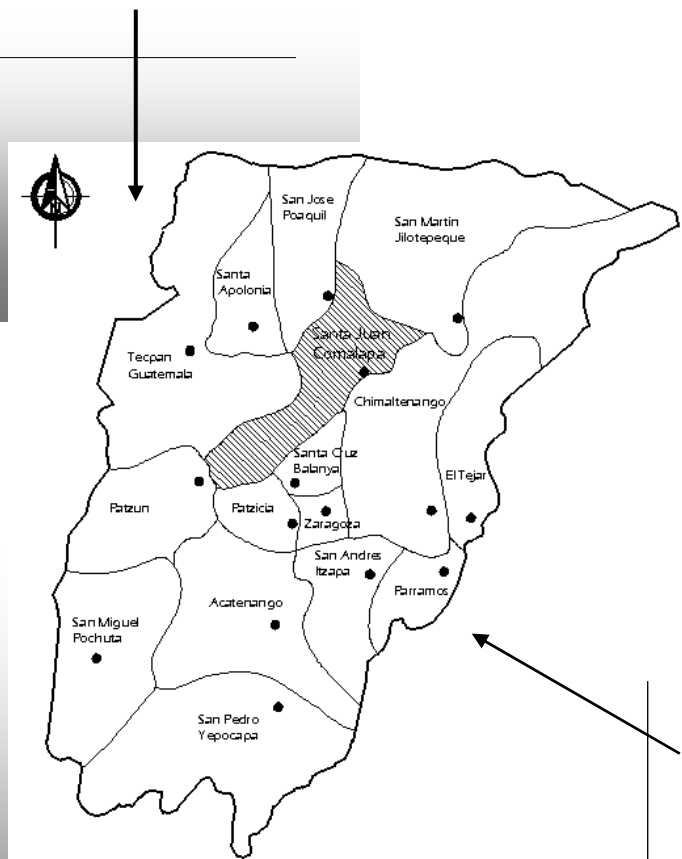 San Jose
Poaquil
San Martin
Jilotepeque
Santa
Apolonia
Santa Juan
Comalapa
Tecpan
Guatemala
Chimaltenango
Santa Cruz
Balanya
El Tejar
Patzun
Patzicia
Zaragoza
San Andres
Itzapa
Parramos
Acatenango
San Miguel
Pochuta
San Pedro
Yepocapa